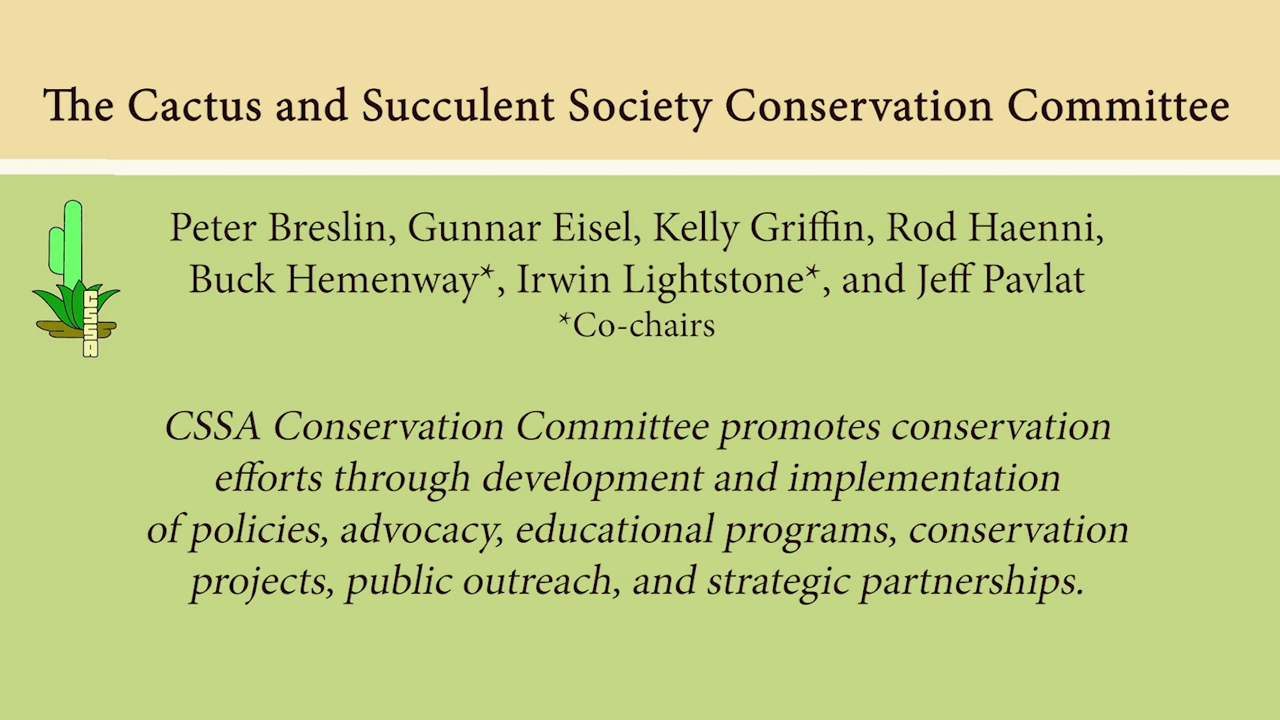 The Cactus and Succulent Society Conservation Committee
Peter Breslin, Gunnar Eisel, Kelly Griffin, Rod Haenni,
Buck Hemenway*, Irwin Lightstone*, and Jeff Pavlat
*Co-chairs
CSSA
CSSA Conservation Committee promotes conservation
efforts through development and implementation
of policies, advocacy, educational programs, conservation
projects, public outreach, and strategic partnerships.